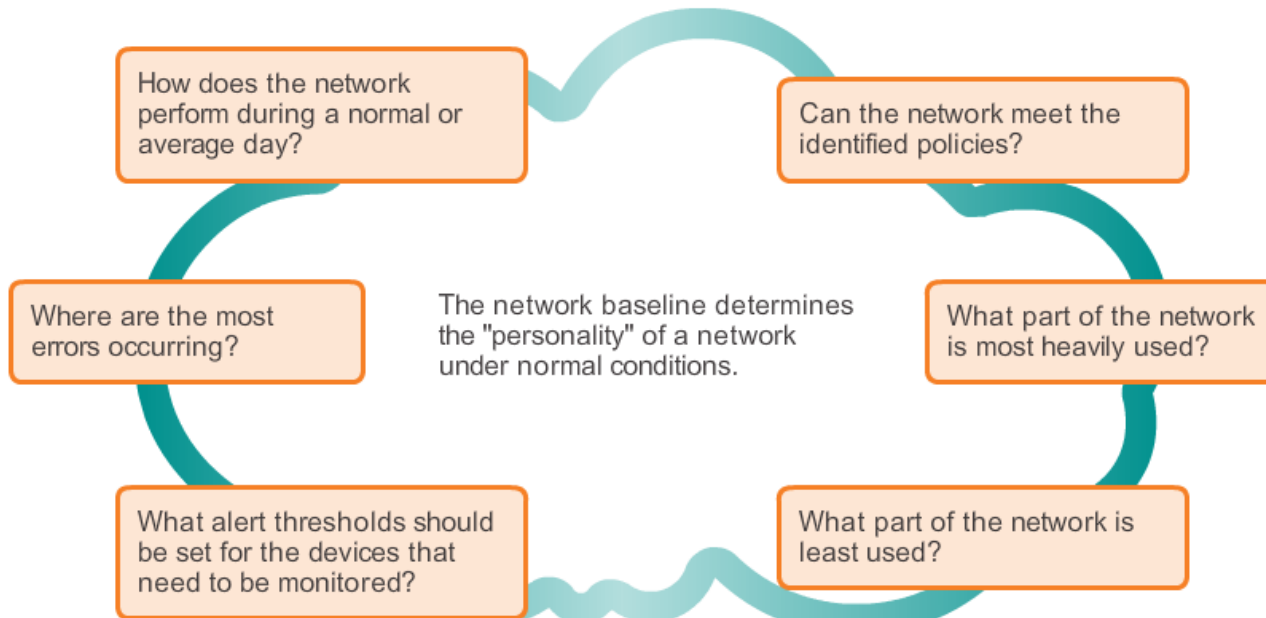 How does the network
perform during a normal or
average day?
Can the network meet the
identified policies?
Where are the most
errors occurring?
The network baseline determines
the "personality" of a network
under normal conditions.
What part of the network
is most heavily used?
What alert thresholds should
be set for the devices that
need to be monitored?
What part of the network is
least used?